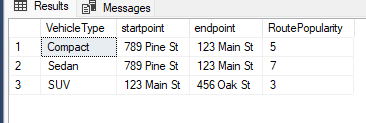 Results Messages
VehicleType startpoint endpoint RoutePopularity
1 Compact 789 Pine St 123 Main St 5
2 Sedan 789 Pine St 123 Main St 7
3 SUV 123 Main St 456 Oak St 3